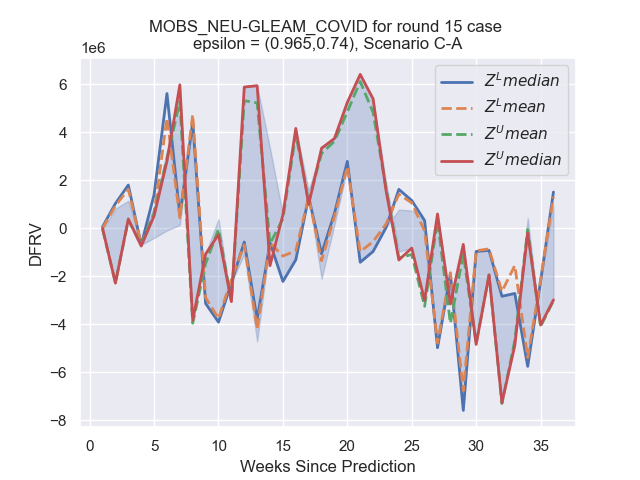 MOBS_NEU-GLEAM_COVID for round 15 case
epsilon = (0.965,0.74), Scenario C-A
1e6
6
4
2
0
−2
−4
−6
−8
DFRV
Z^L median
Z^L mean
Z^U mean
Z^U median
0 5 10 15 20 25 30 35
Weeks Since Prediction